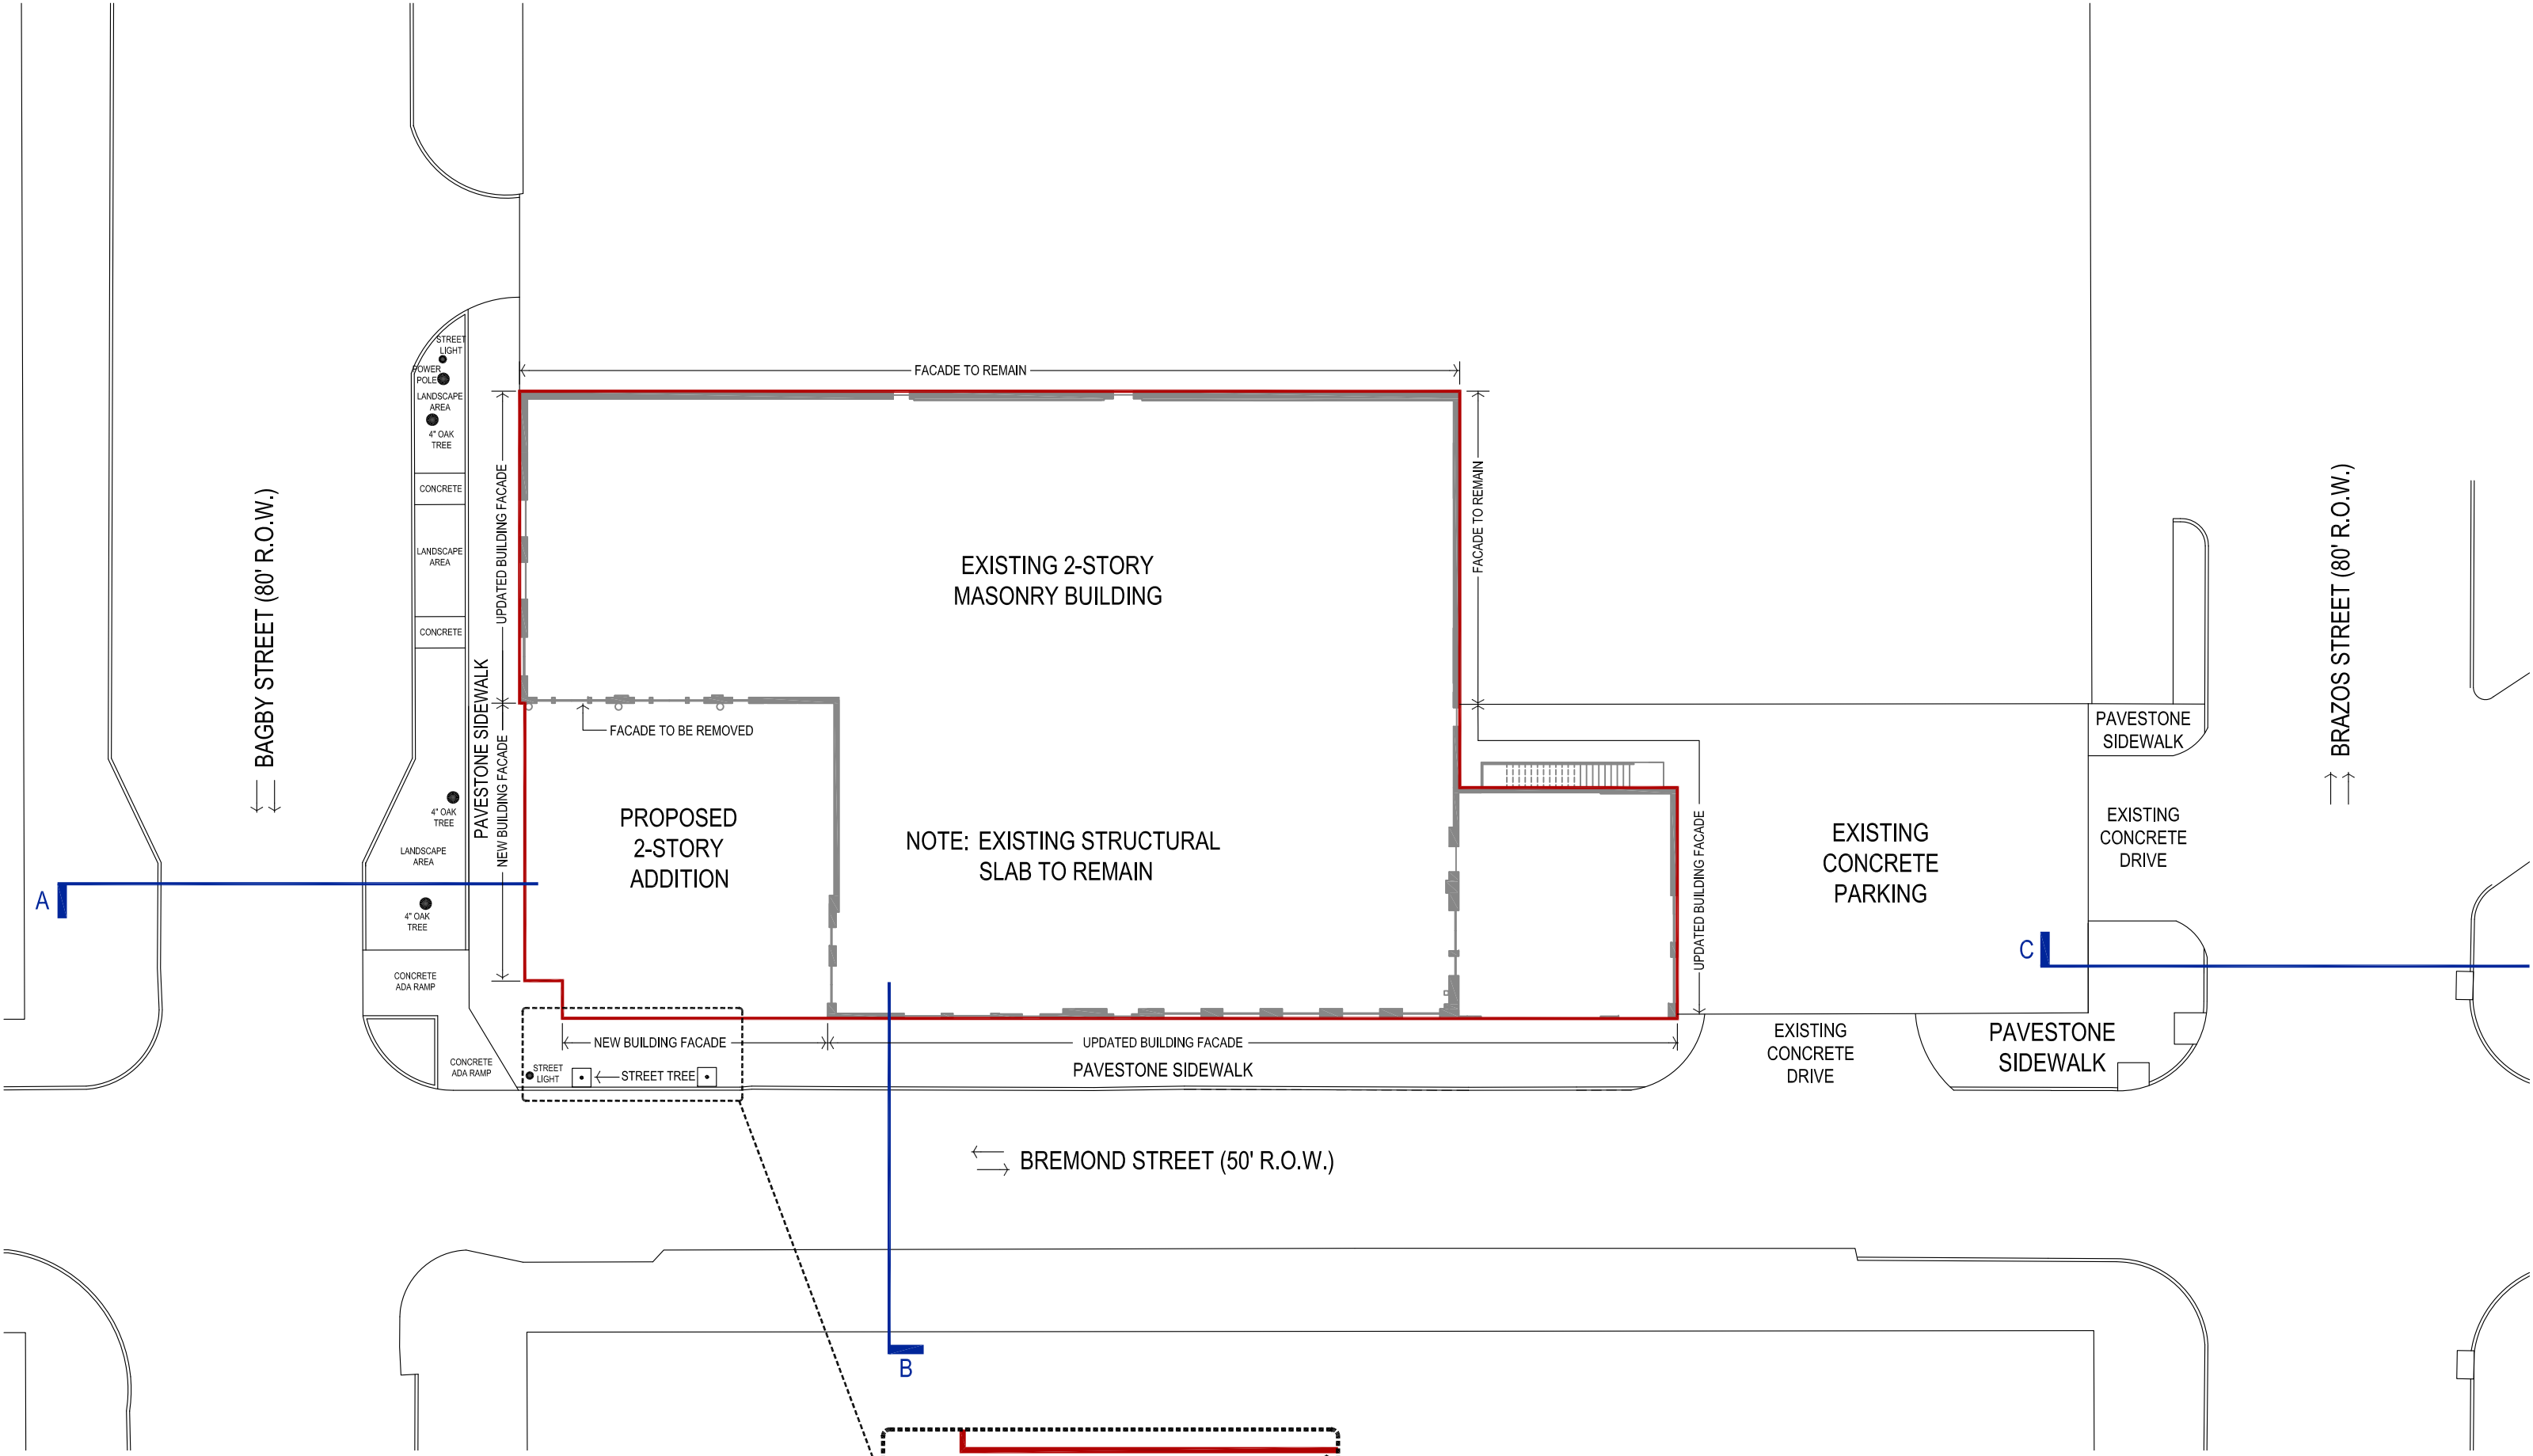 STREET
LIGHT
POWER
POLE
LANDSCAPE
AREA
4" OAK
TREE
CONCRETE
LANDSCAPE
AREA
CONCRETE
BAGBY STREET (80' R.O.W.)
PAVESTONE SIDEWALK
UPDATED BUILDING FACADE
NEW BUILDING FACADE
4" OAK
TREE
LANDSCAPE
AREA
4" OAK
TREE
CONCRETE
ADA RAMP
CONCRETE
ADA RAMP
A
FACADE TO REMAIN
FACADE TO REMAIN
EXISTING 2-STORY
MASONRY BUILDING
FACADE TO BE REMOVED
PROPOSED
2-STORY
ADDITION
NOTE: EXISTING STRUCTURAL
SLAB TO REMAIN
UPDATED BUILDING FACADE
EXISTING
CONCRETE
PARKING
PAVESTONE
SIDEWALK
EXISTING
CONCRETE
DRIVE
BRAZOS STREET (80' R.O.W.)
C
NEW BUILDING FACADE
UPDATED BUILDING FACADE
STREET
LIGHT
STREET TREE
PAVESTONE SIDEWALK
EXISTING
CONCRETE
DRIVE
PAVESTONE
SIDEWALK
BREMOND STREET (50' R.O.W.)
B